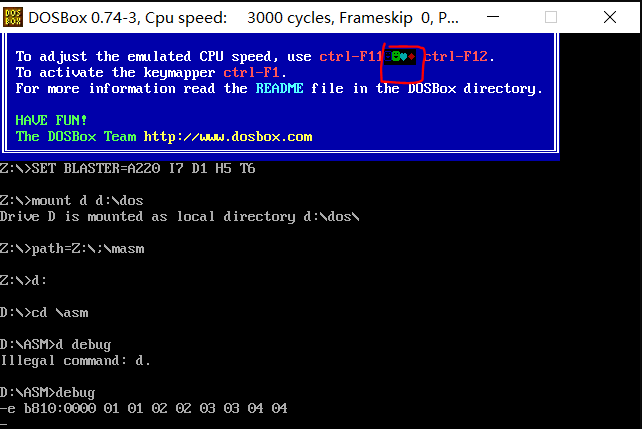 DOSBox 0.74-3, Cpu speed: 3000 cycles, Frameskip 0, P...
To adjust the emulated CPU speed, use ctrl-F11 ☻♥♦ ctrl-F12.
To activate the keymapper ctrl-F1.
For more information read the README file in the DOSBox directory.
HAVE FUN!
The DOSBox Team http://www.dosbox.com
Z:\>SET BLASTER=A220 I7 D1 H5 T6
Z:\>mount d d:\dos
Drive D is mounted as local directory d:\dos\
Z:\>path=Z:\;\masm
Z:\>d:
D:\>cd \asm
D:\ASM>d debug
Illegal command: d.
D:\ASM>debug
-e b810:0000 01 01 02 02 03 03 04 04
-